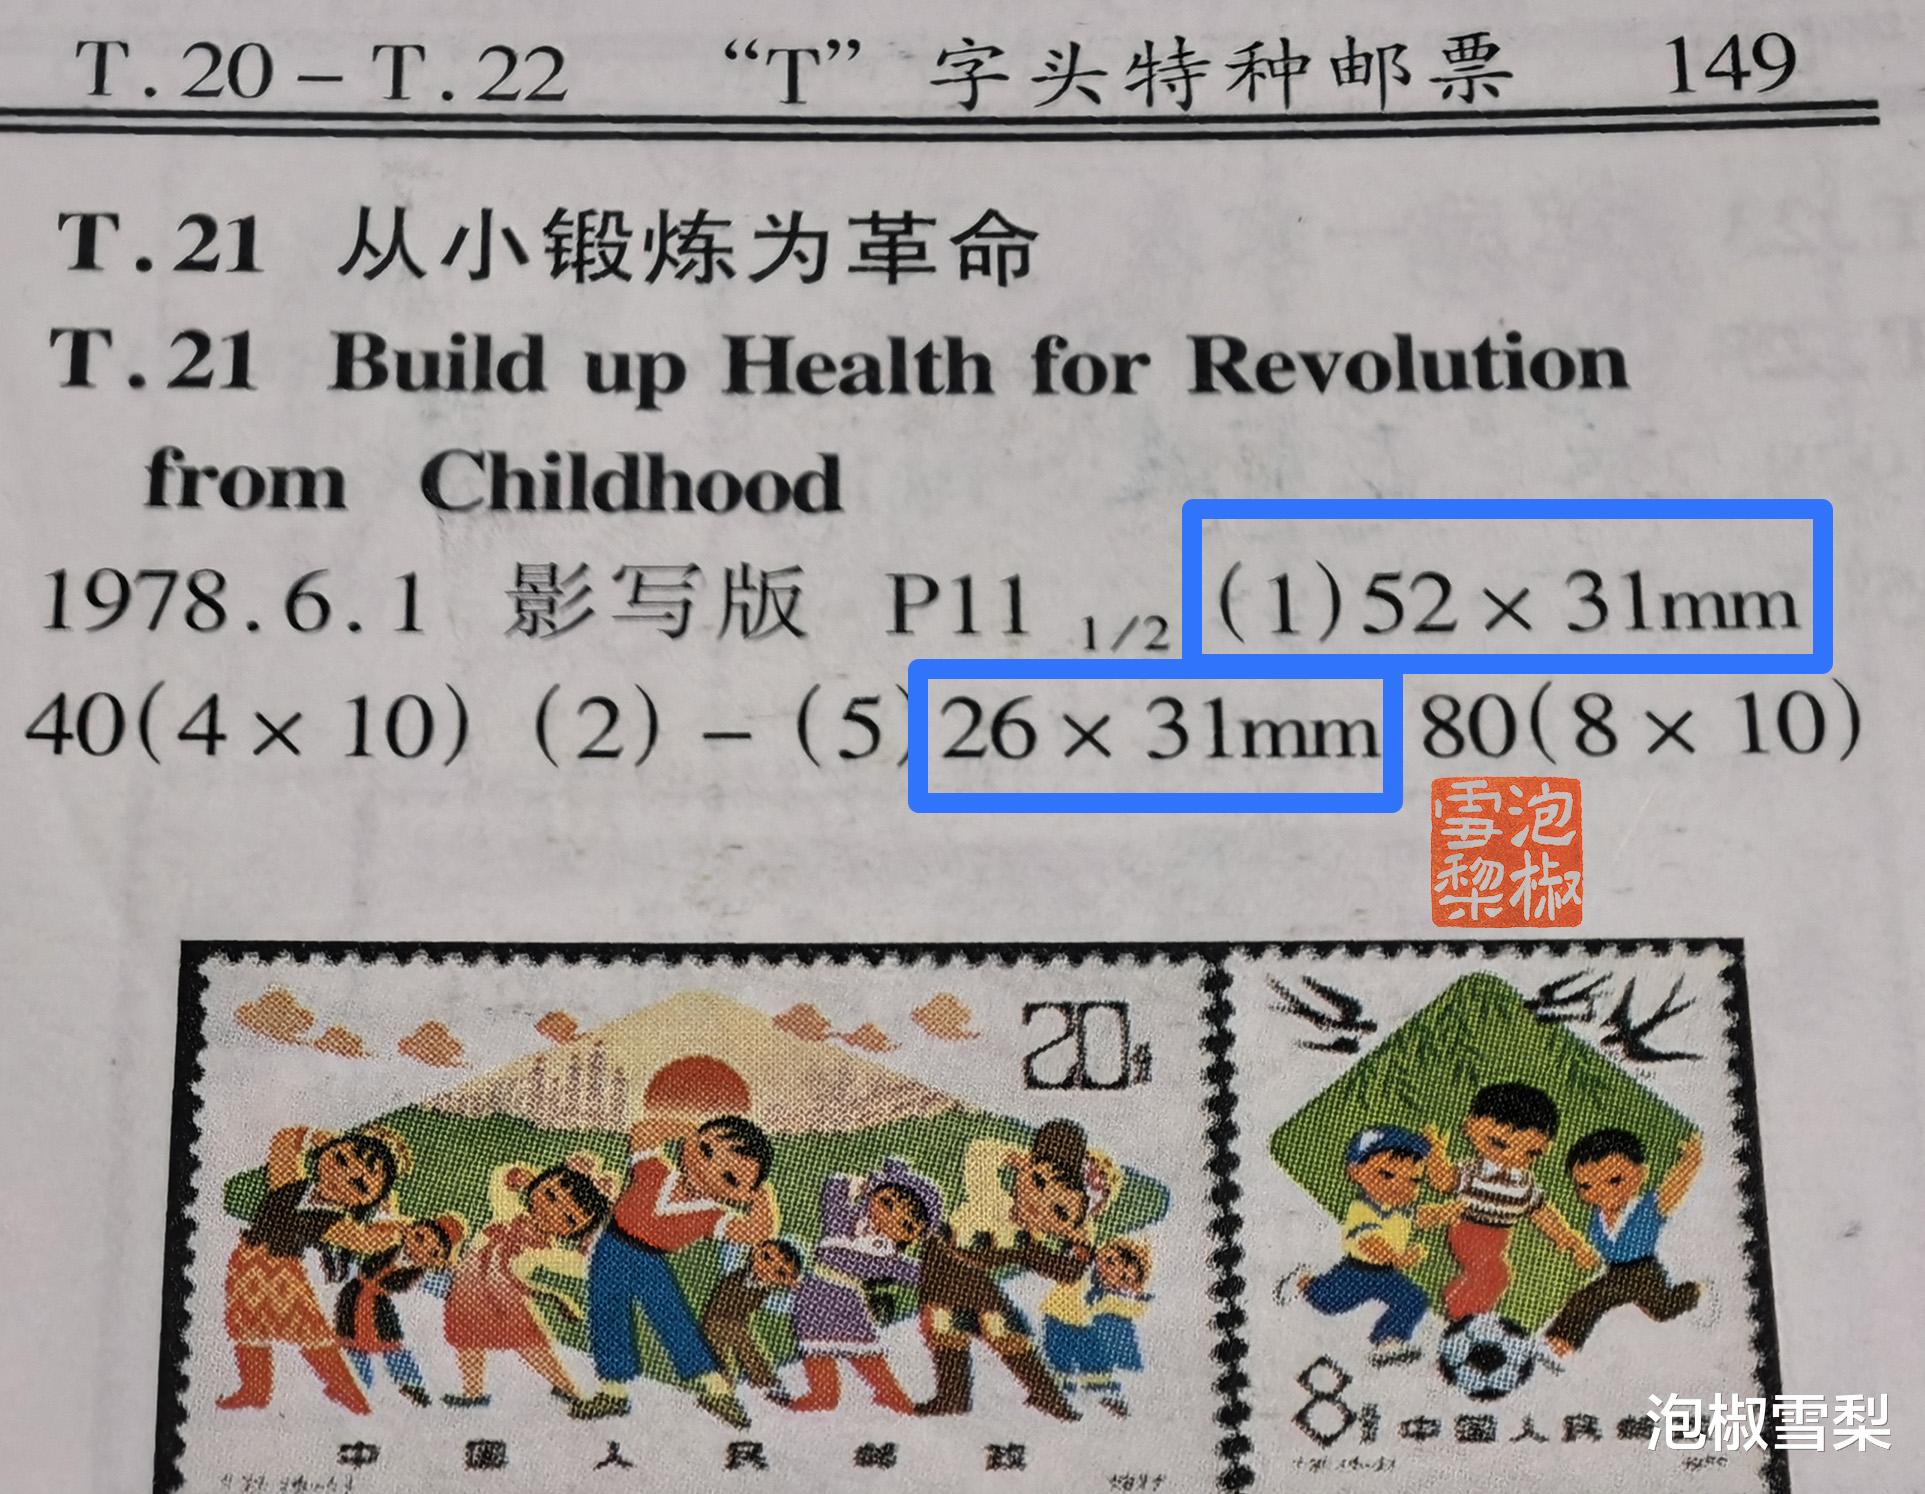 T.20-T.22 “T”字头特种邮票 149
T.21 从小锻炼为革命
T.21 Build up Health for Revolution
from Childhood
1978.6.1 影写版 P11 1/2 (1)52×31mm
40(4×10) (2)-(5)26×31mm 80(8×10)
泡椒
雪梨
20分
8分
中国人民邮政
中国人民邮
泡椒雪梨